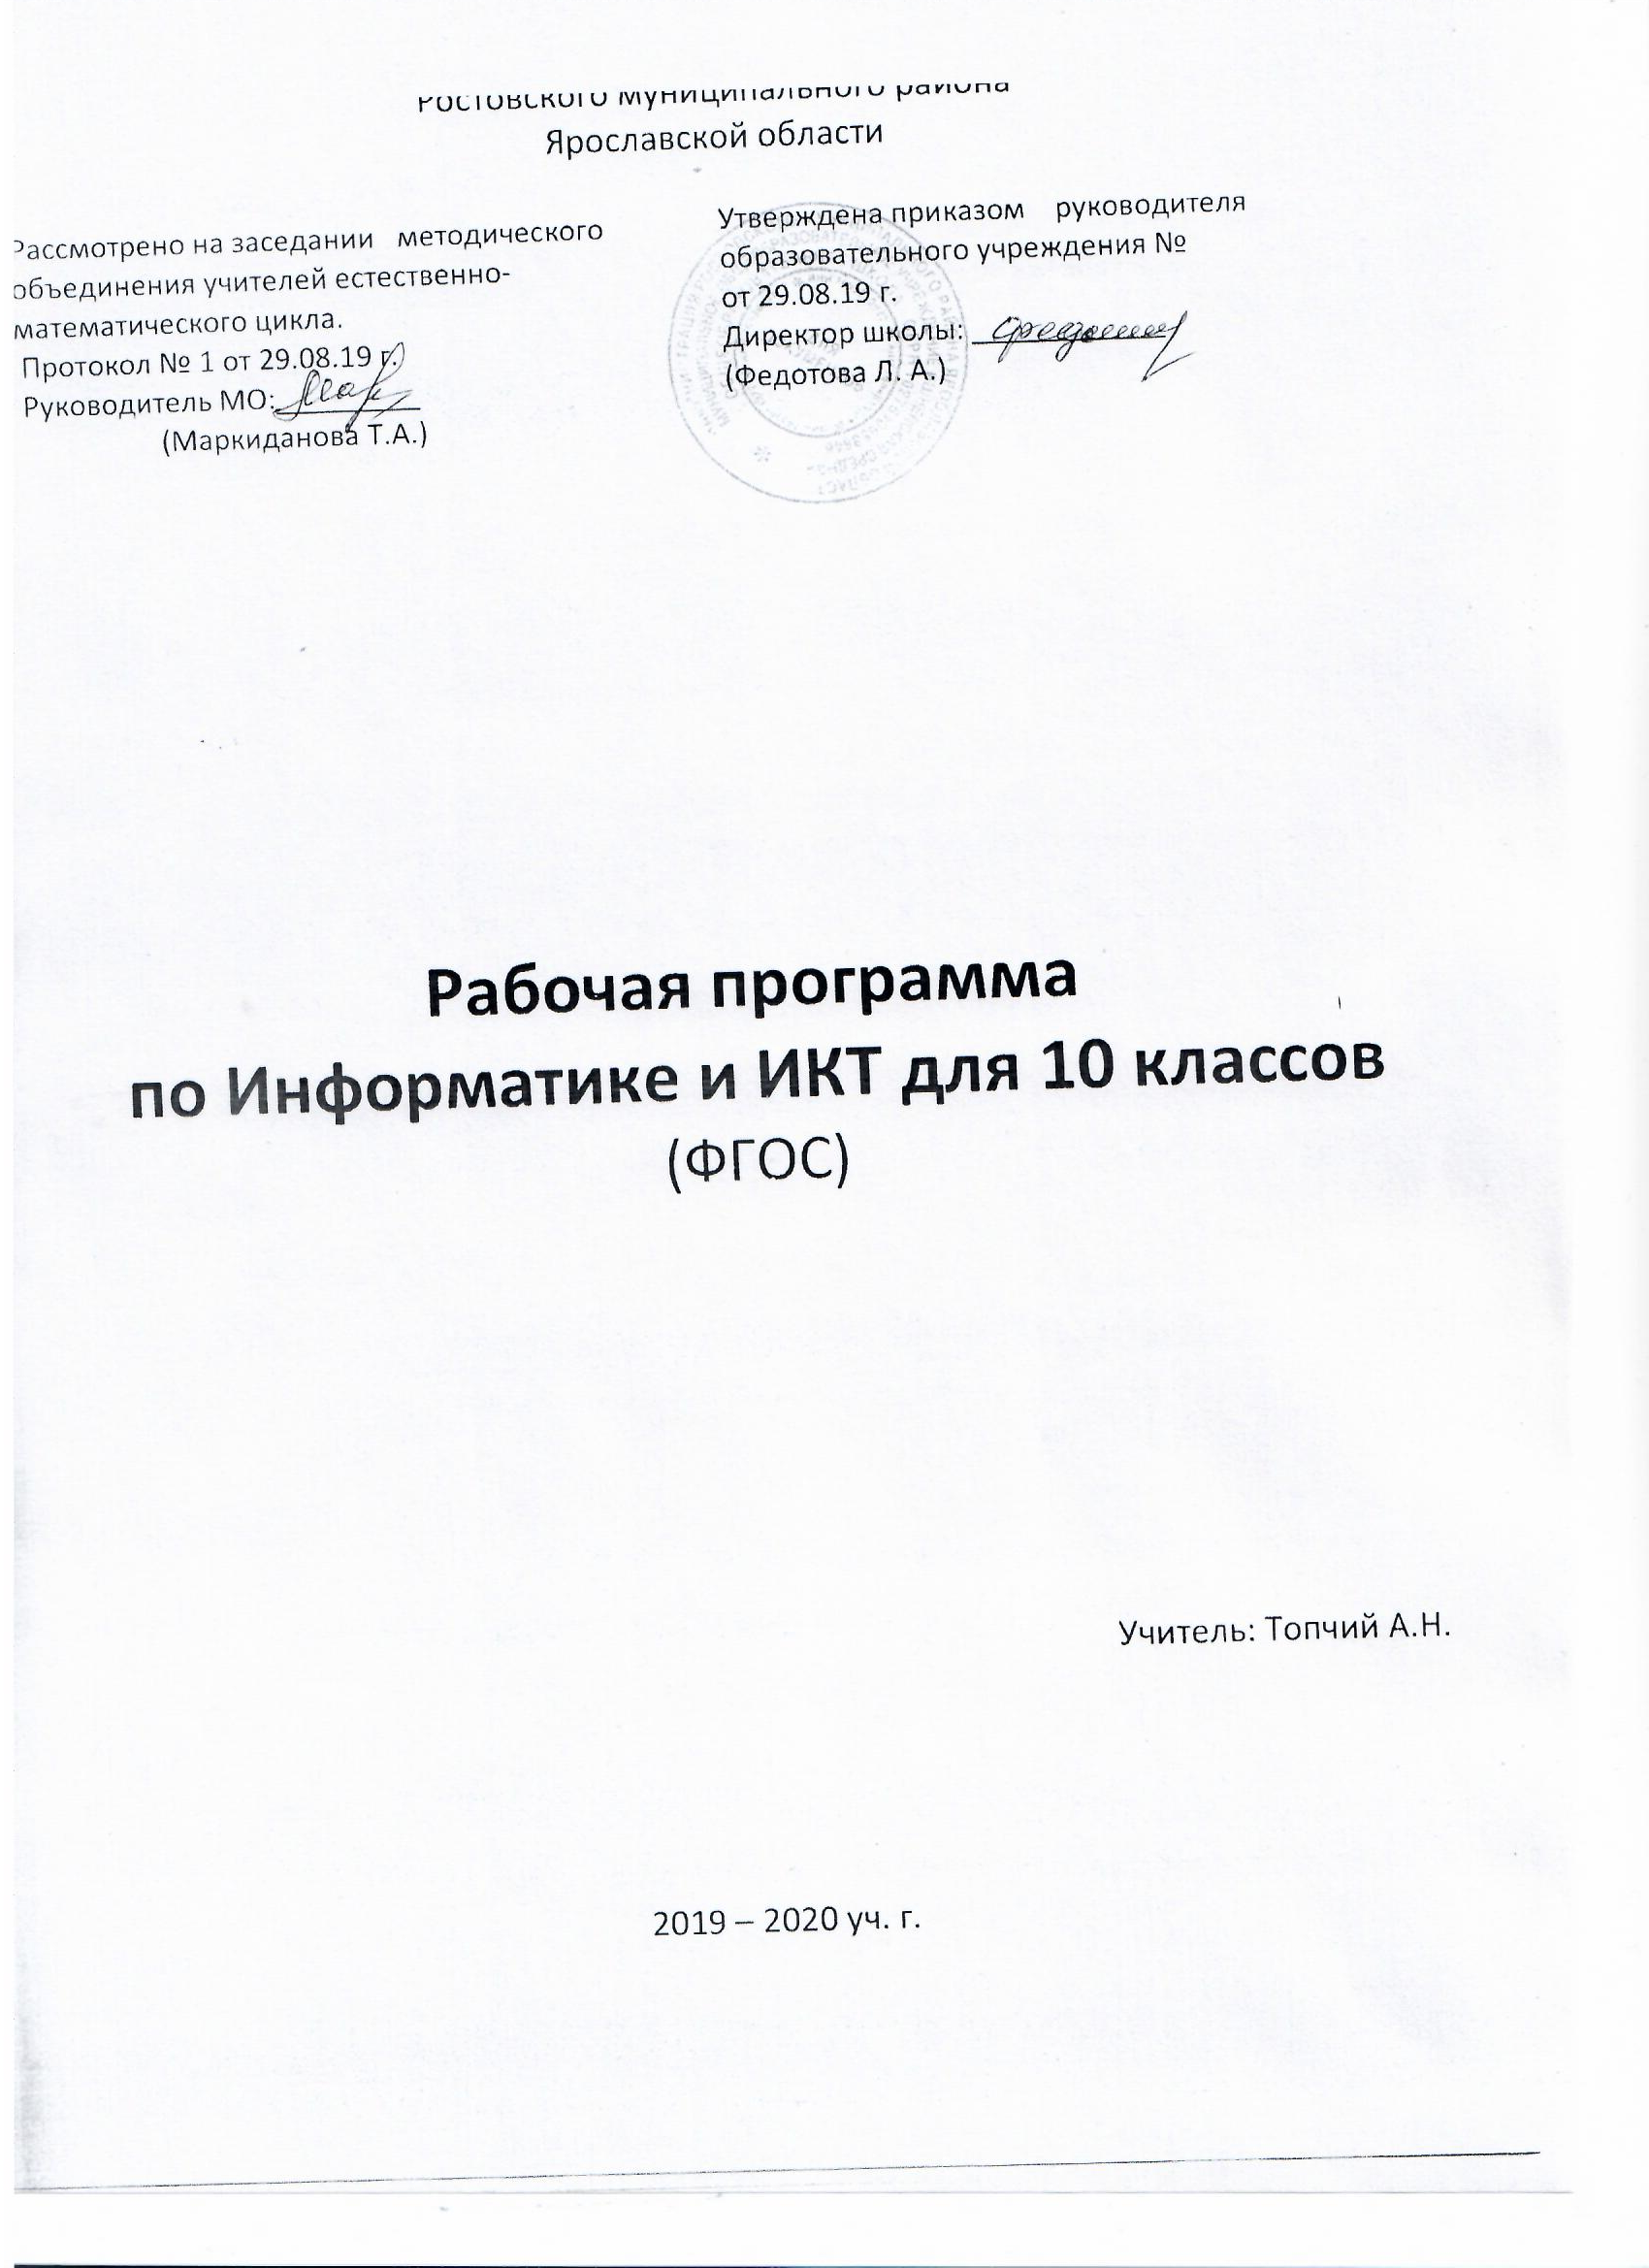 Ростовского муниципального района
Ярославской области
Рассмотрено на заседании методического
объединения учителей естественно-
математического цикла.
Протокол № 1 от 29.08.19 г.
Руководитель МО:
(Маркиданова Т.А.)
Утверждена приказом руководителя
образовательного учреждения №
от 29.08.19 г.
Директор школы:
(Федотова Л. А.)
Рабочая программа
по Информатике и ИКТ для 10 классов
(ФГОС)
Учитель: Топчий А.Н.
2019 – 2020 уч. г.